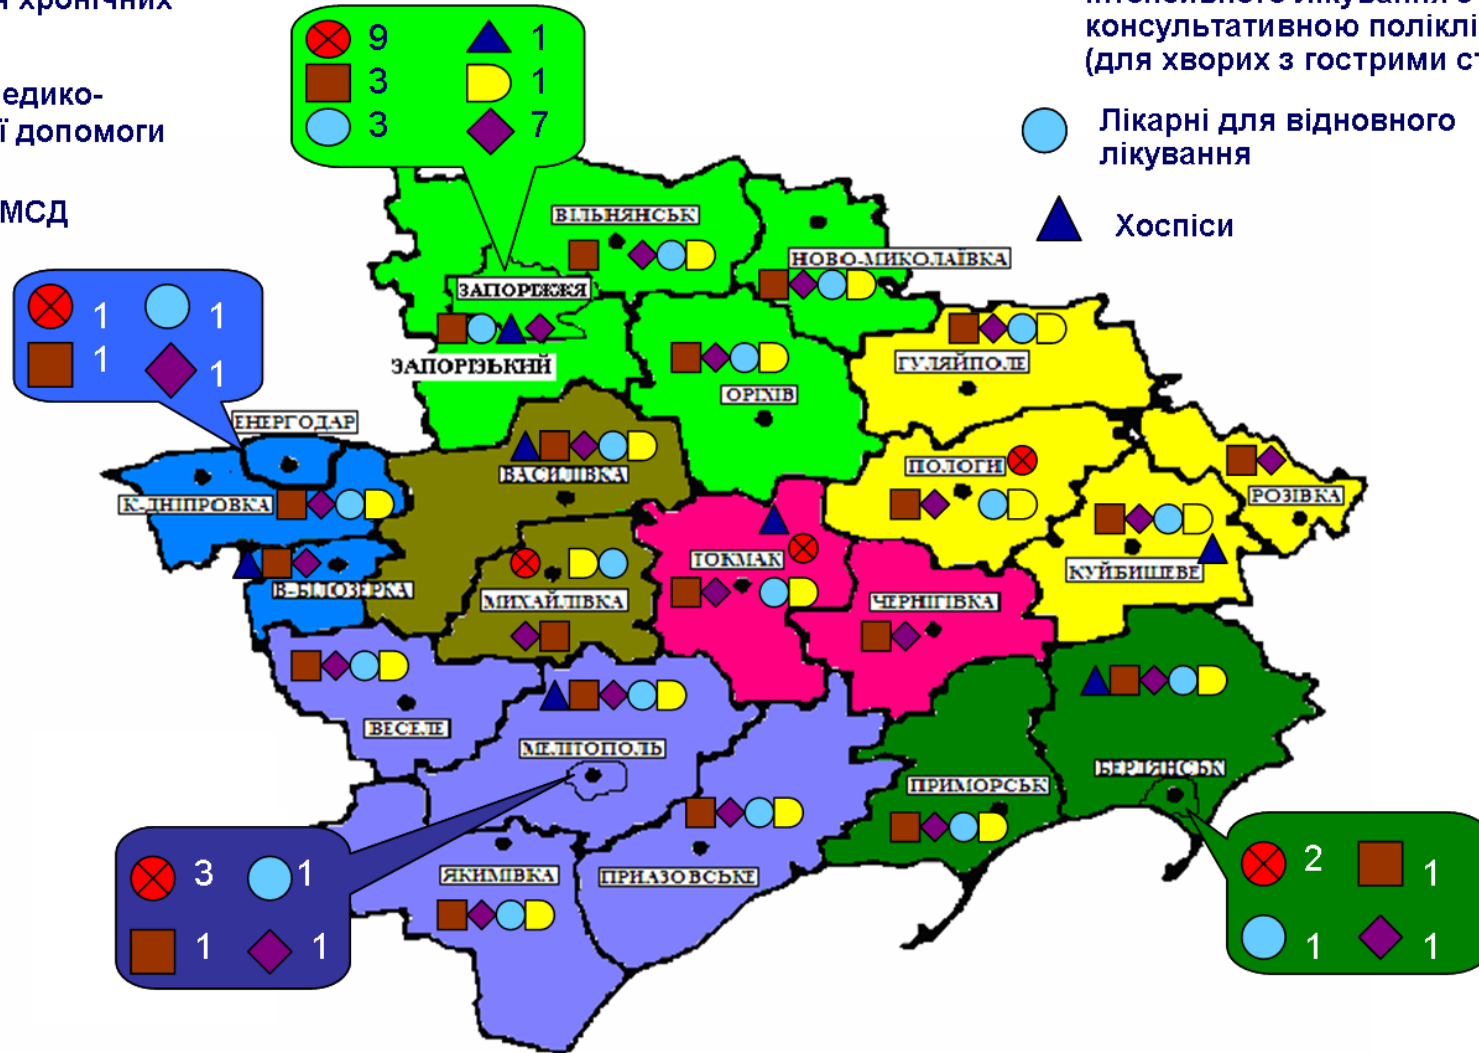 хронічних
інтенсивного лікування з
консультативною поліклі
(для хворих з гострими ст
едико-
ї допомоги
МСД
Лікарні для відновного
лікування
Хоспіси
9 1
3 1
3 7
ВІЛЬНЯНСЬК
НОВО-МИКОЛАЇВКА
ЗАПОРІЖЖЯ
ЗАПОРІЗЬКИЙ
1 1
1 1
ГУЛЯЙПОЛЕ
ОРІХІВ
ЕНЕРГОДАР
ВАСИЛІВКА
ПОЛОГИ
РОЗІВКА
К-ДНІПРОВКА
ТОКМАК
КУЙБИШЕВЕ
В-БІЛОЗЕРКА
МИХАЙЛІВКА
ЧЕРНІГІВКА
ВЕСЕЛЕ
МЕЛІТОПОЛЬ
БЕРДЯНСЬК
ПРИМОРСЬК
ЯКИМІВКА
ПРИАЗОВСЬКЕ
3 1
1 1
2 1
1 1